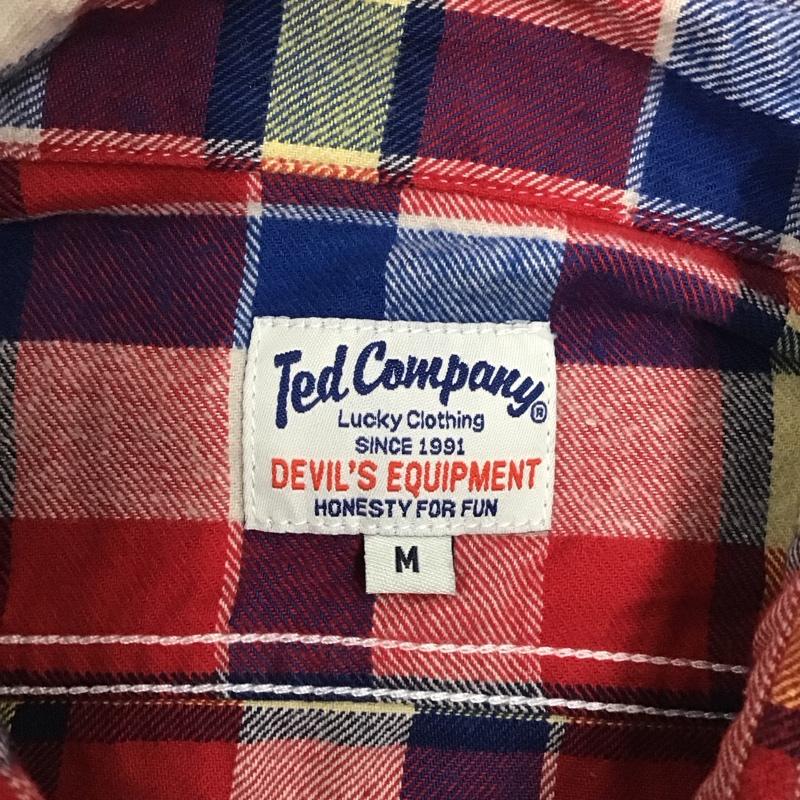 Ted Company®
Lucky Clothing
SINCE 1991
DEVIL'S EQUIPMENT
HONESTY FOR FUN
M